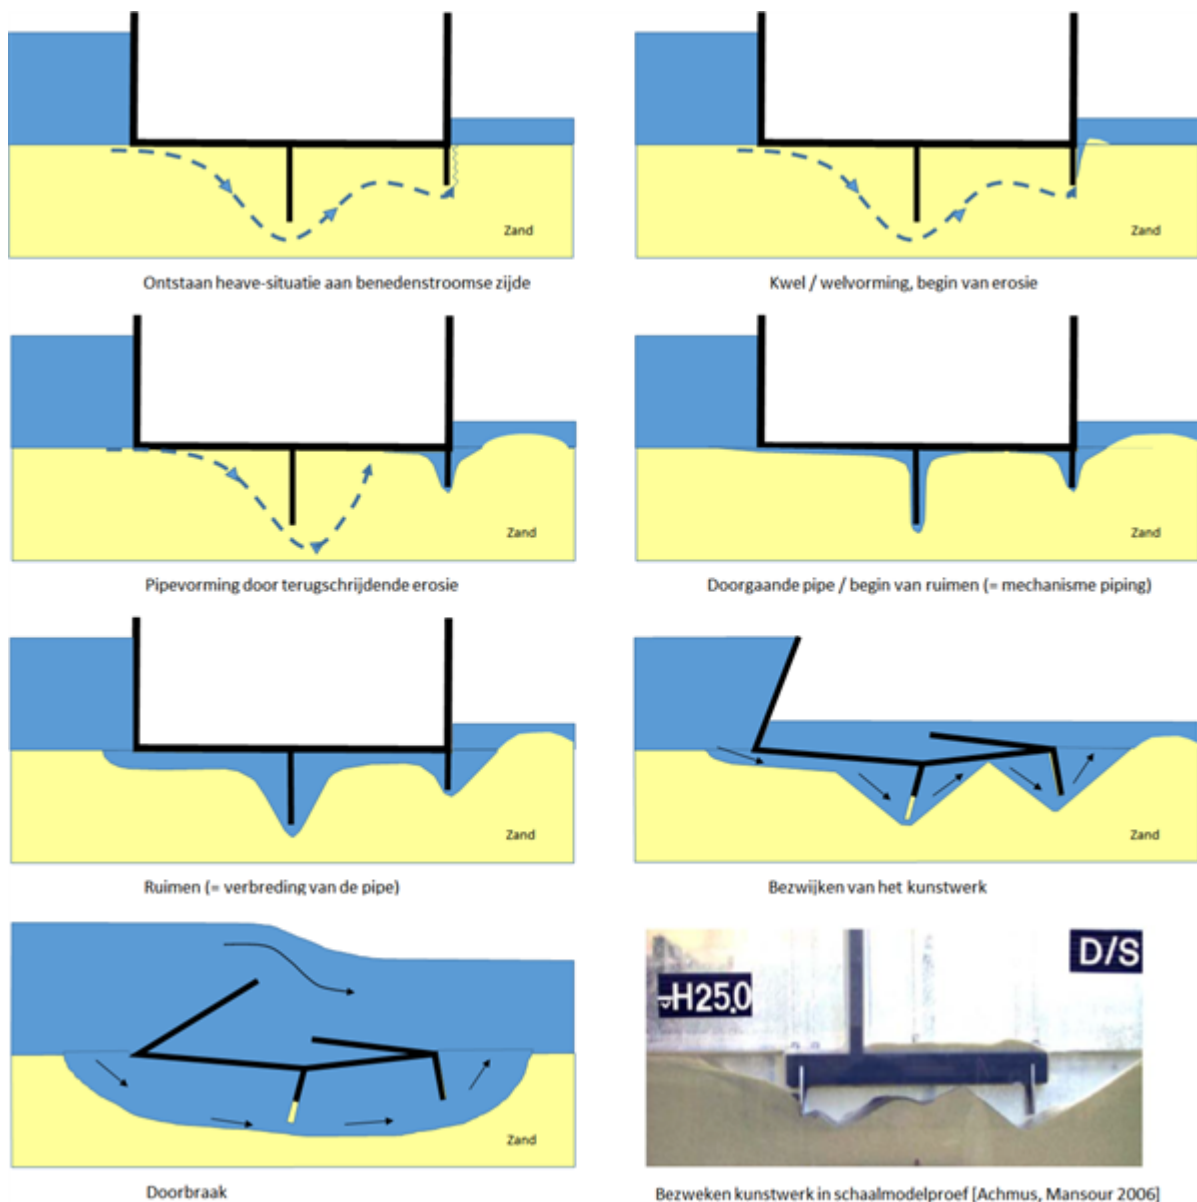 Zand
Zand
Ontstaan heave-situatie aan benedenstroomse zijde
Kwel / welvorming, begin van erosie
Zand
Zand
Pipevorming door terugschrijdende erosie
Doorgaande pipe / begin van ruimen (= mechanisme piping)
Zand
Zand
Ruimen (= verbreding van de pipe)
Bezwijken van het kunstwerk
D/S
H25.0
Zand
Doorbraak
Bezweken kunstwerk in schaalmodelproef [Achmus, Mansour 2006]